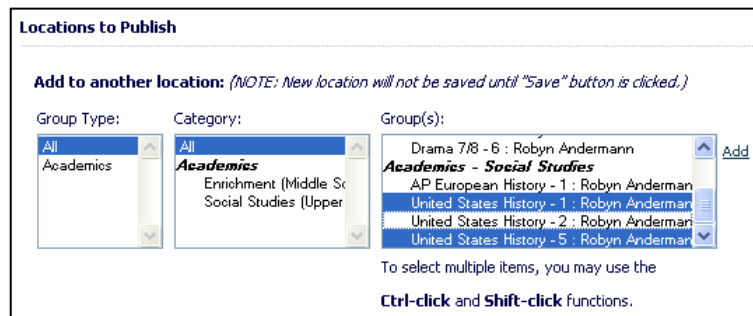 Locations to Publish
Add to another location: (NOTE: New location will not be saved until "Save" button is clicked.)
Group Type: Category: Group(s):
All
Academics
All
Academics
Enrichment (Middle Sc
Social Studies (Upper
Drama 7/8 - 6 : Robyn Andermann
Academics - Social Studies
AP European History - 1 : Robyn Anderman
United States History - 1 : Robyn Anderman
United States History - 2 : Robyn Anderman
United States History - 5 : Robyn Anderman
Add
To select multiple items, you may use the
Ctrl-click and Shift-click functions.